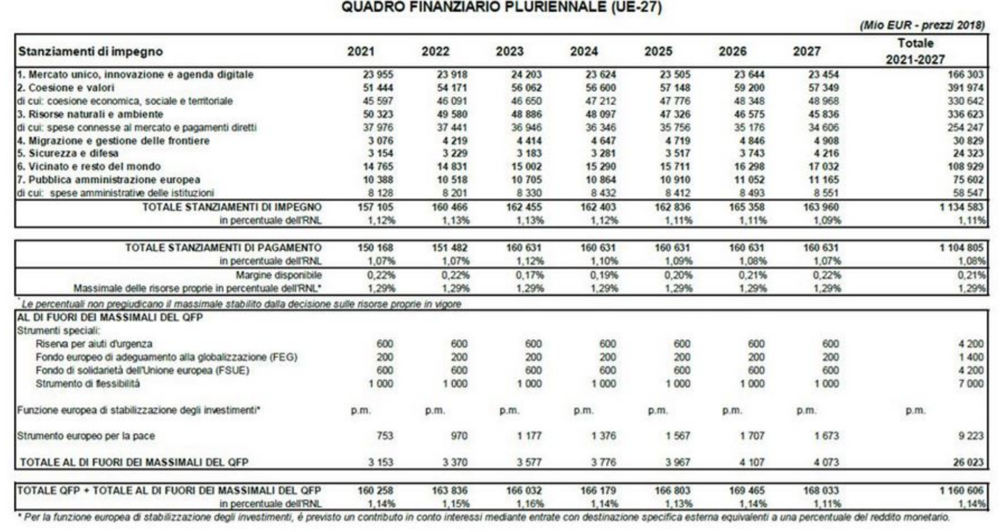 QUADRO FINANZIARIO PLURIENNALE (UE-27)
(Mio EUR - prezzi 2018)
Stanziamenti di impegno 2021 2022 2023 2024 2025 2026 2027 Totale 2021-2027
1. Mercato unico, innovazione e agenda digitale 23 955 23 918 24 203 23 624 23 505 23 644 23 454 166 303
2. Coesione e valori 51 444 54 171 56 062 56 600 57 148 59 200 57 349 391 974
di cui: coesione economica, sociale e territoriale 45 597 46 091 46 650 47 212 47 776 48 348 48 968 330 642
3. Risorse naturali e ambiente 50 323 49 580 48 886 48 097 47 326 46 575 45 836 336 623
di cui: spese connesse al mercato e pagamenti diretti 37 976 37 441 36 946 36 346 35 756 35 176 34 606 254 247
4. Migrazione e gestione delle frontiere 3 076 4 219 4 414 4 647 4 719 4 846 4 908 30 829
5. Sicurezza e difesa 3 154 3 229 3 183 3 281 3 517 3 743 4 216 24 323
6. Vicinato e resto del mondo 14 765 14 831 15 002 15 290 15 711 16 298 17 032 108 929
7. Pubblica amministrazione europea 10 388 10 518 10 705 10 864 10 910 11 052 11 165 75 602
di cui: spese amministrative delle istituzioni 8 128 8 201 8 330 8 432 8 412 8 493 8 551 58 547
TOTALE STANZIAMENTI DI IMPEGNO 157 105 160 466 162 455 162 403 162 836 165 358 163 960 1 134 583
in percentuale dell'RNL 1,12% 1,13% 1,13% 1,12% 1,11% 1,11% 1,09% 1,11%
TOTALE STANZIAMENTI DI PAGAMENTO 150 168 151 482 160 631 160 631 160 631 160 631 160 631 1 104 805
in percentuale dell'RNL 1,07% 1,07% 1,12% 1,10% 1,09% 1,08% 1,07% 1,08%
Margine disponibile 0,22% 0,22% 0,17% 0,19% 0,20% 0,21% 0,22% 0,21%
Massimale delle risorse proprie in percentuale dell'RNL* 1,29% 1,29% 1,29% 1,29% 1,29% 1,29% 1,29% 1,29%
* Le percentuali non pregiudicano il massimale stabilito dalla decisione sulle risorse proprie in vigore
AL DI FUORI DEI MASSIMALI DEL QFP
Strumenti speciali:
Riserva per aiuti d'urgenza 600 600 600 600 600 600 600 4 200
Fondo europeo di adeguamento alla globalizzazione (FEG) 200 200 200 200 200 200 200 1 400
Fondo di solidarietà dell'Unione europea (FSUE) 600 600 600 600 600 600 600 4 200
Strumento di flessibilità 1 000 1 000 1 000 1 000 1 000 1 000 1 000 7 000
Funzione europea di stabilizzazione degli investimenti* p.m. p.m. p.m. p.m. p.m. p.m. p.m. p.m.
Strumento europeo per la pace 753 970 1 177 1 376 1 567 1 707 1 673 9 223
TOTALE AL DI FUORI DEI MASSIMALI DEL QFP 3 153 3 370 3 577 3 776 3 967 4 107 4 073 26 023
TOTALE QFP + TOTALE AL DI FUORI DEI MASSIMALI DEL QFP 160 258 163 836 166 032 166 179 166 803 169 465 168 033 1 160 606
in percentuale dell'RNL 1,14% 1,15% 1,16% 1,14% 1,13% 1,14% 1,11% 1,14%
* Per la funzione europea di stabilizzazione degli investimenti, é previsto un contributo in conto interessi mediante entrate con destinazione specifica esterna equivalenti a una percentuale del reddito monetario.